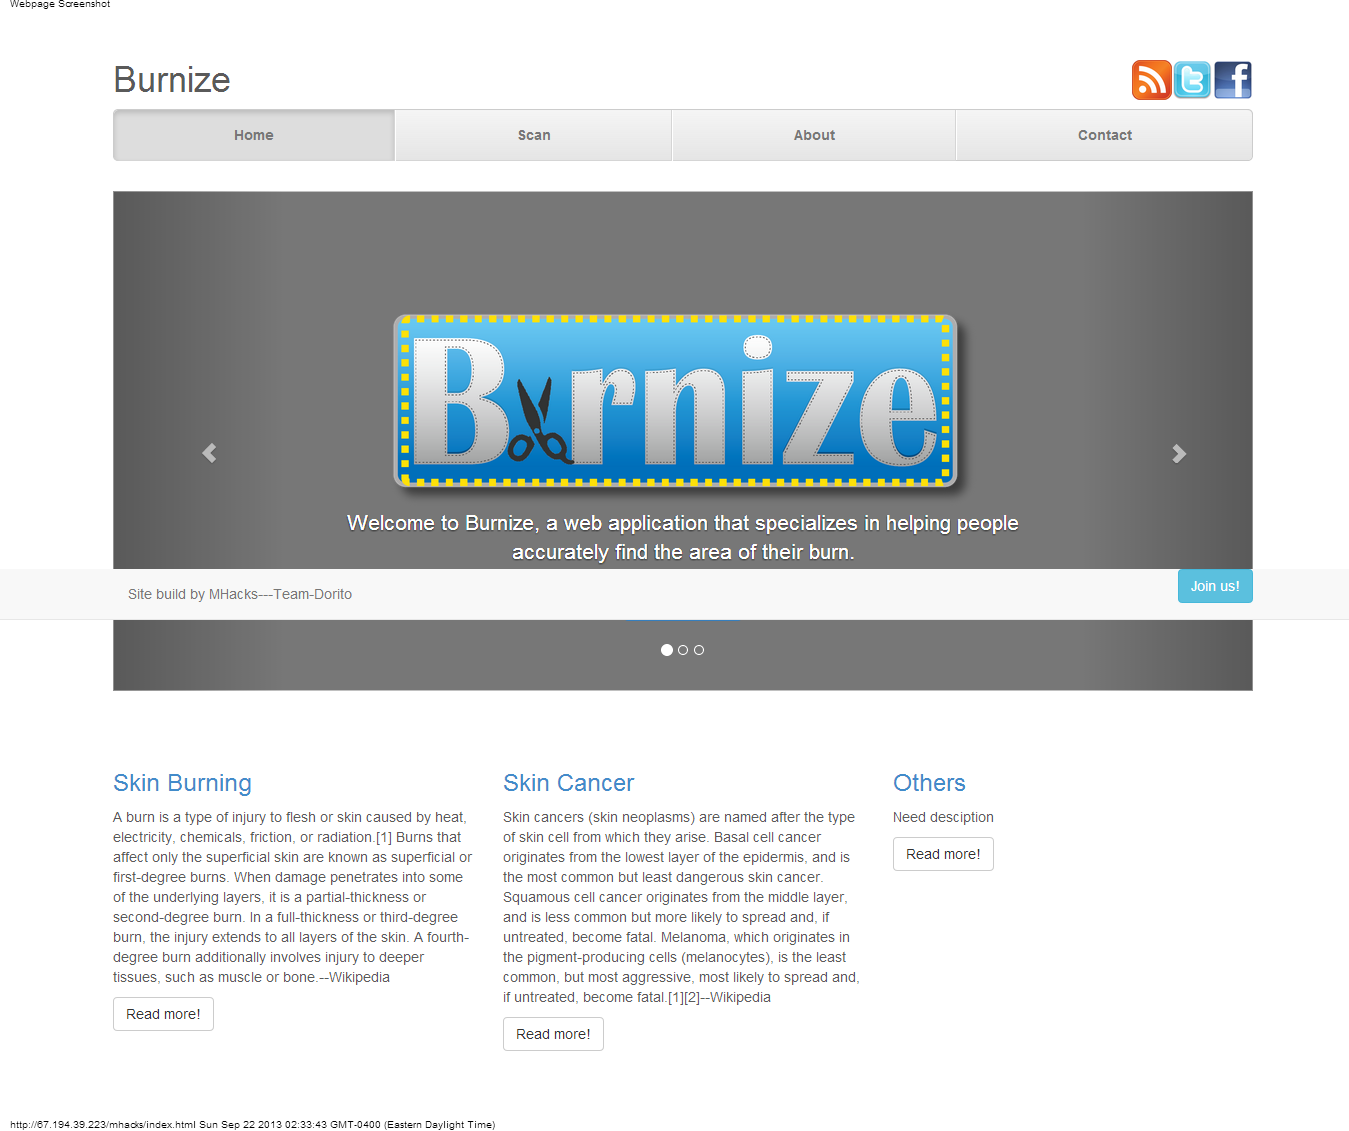 Webpage Screenshot
Burnize
Home Scan About Contact
Burnize
Welcome to Burnize, a web application that specializes in helping people
accurately find the area of their burn.
Site build by MHacks---Team-Dorito
Join us!
Skin Burning
A burn is a type of injury to flesh or skin caused by heat,
electricity, chemicals, friction, or radiation.[1] Burns that
affect only the superficial skin are known as superficial or
first-degree burns. When damage penetrates into some
of the underlying layers, it is a partial-thickness or
second-degree burn. In a full-thickness or third-degree
burn, the injury extends to all layers of the skin. A fourth-
degree burn additionally involves injury to deeper
tissues, such as muscle or bone.--Wikipedia
Read more!
Skin Cancer
Skin cancers (skin neoplasms) are named after the type
of skin cell from which they arise. Basal cell cancer
originates from the lowest layer of the epidermis, and is
the most common but least dangerous skin cancer.
Squamous cell cancer originates from the middle layer,
and is less common but more likely to spread and, if
untreated, become fatal. Melanoma, which originates in
the pigment-producing cells (melanocytes), is the least
common, but most aggressive, most likely to spread and,
if untreated, become fatal.[1][2]--Wikipedia
Read more!
Others
Need desciption
Read more!
http://67.194.39.223/mhacks/index.html Sun Sep 22 2013 02:33:43 GMT-0400 (Eastern Daylight Time)